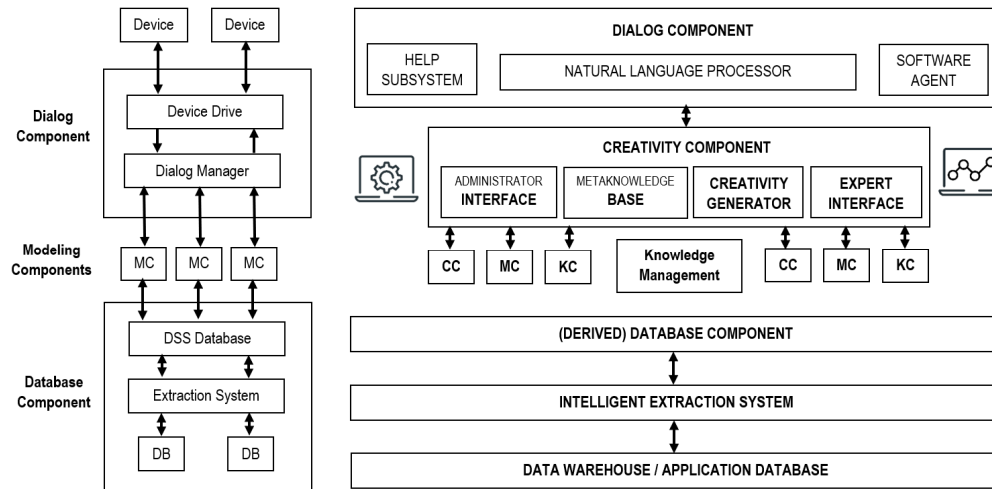 Device
Device
Dialog
Component
Device Drive
Dialog Manager
Modeling
Components
MC
MC
MC
Database
Component
DSS Database
Extraction System
DB
DB
DIALOG COMPONENT
HELP
SUBSYSTEM
NATURAL LANGUAGE PROCESSOR
SOFTWARE
AGENT
CREATIVITY COMPONENT
ADMINISTRATOR
INTERFACE
METAKNOWLEDGE
BASE
CREATIVITY
GENERATOR
EXPERT
INTERFACE
CC
MC
KC
Knowledge
Management
CC
MC
KC
(DERIVED) DATABASE COMPONENT
INTELLIGENT EXTRACTION SYSTEM
DATA WAREHOUSE / APPLICATION DATABASE